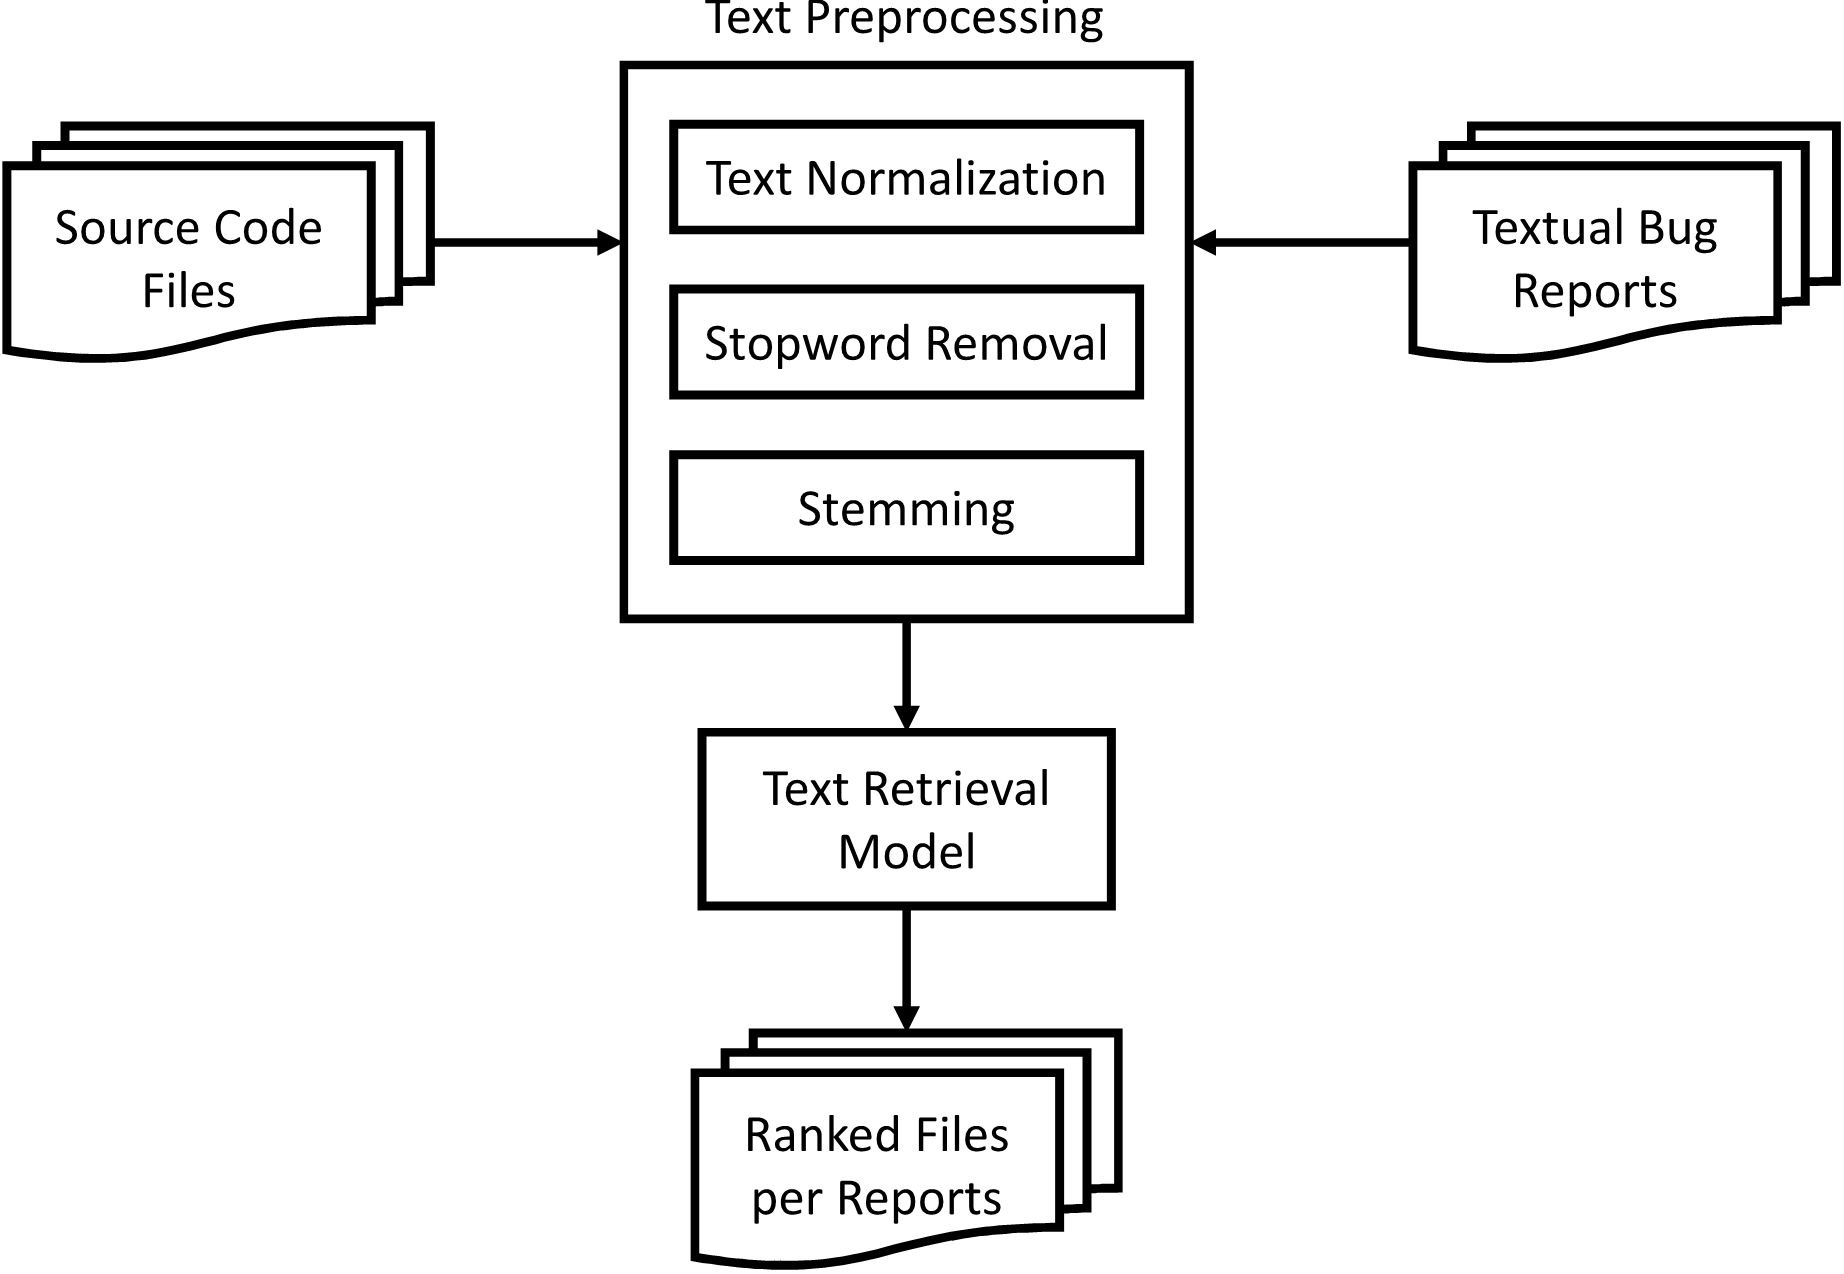 Text Preprocessing
Source Code
Files
Text Normalization
Stopword Removal
Stemming
Textual Bug
Reports
Text Retrieval
Model
Ranked Files
per Reports